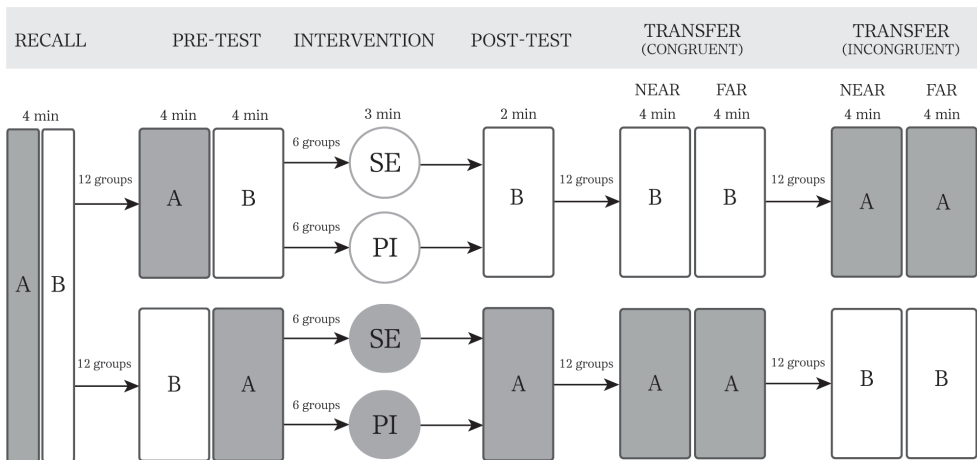 RECALL PRE-TEST INTERVENTION POST-TEST TRANSFER (CONGRUENT) TRANSFER (INCONGRUENT)
NEAR FAR NEAR FAR
4 min 4 min 4 min 3 min 2 min 4 min 4 min 4 min 4 min
A B
12 groups
A B
6 groups SE
6 groups PI
B
12 groups
B B
12 groups
A A
12 groups
B A
6 groups SE
6 groups PI
A
12 groups
A A
12 groups
B B